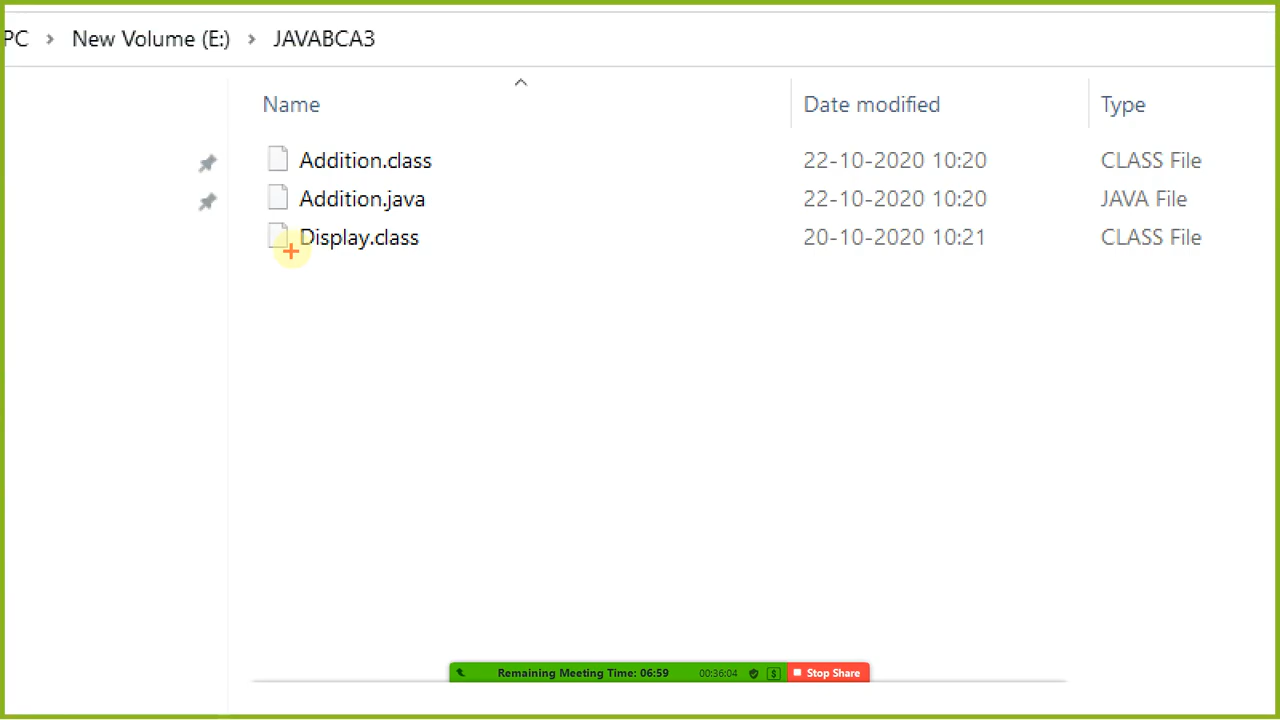 PC > New Volume (E:) > JAVABCA3
Name Date modified Type
Addition.class 22-10-2020 10:20 CLASS File
Addition.java 22-10-2020 10:20 JAVA File
Display.class 20-10-2020 10:21 CLASS File
Remaining Meeting Time: 06:59 00:36:04 $ Stop Share